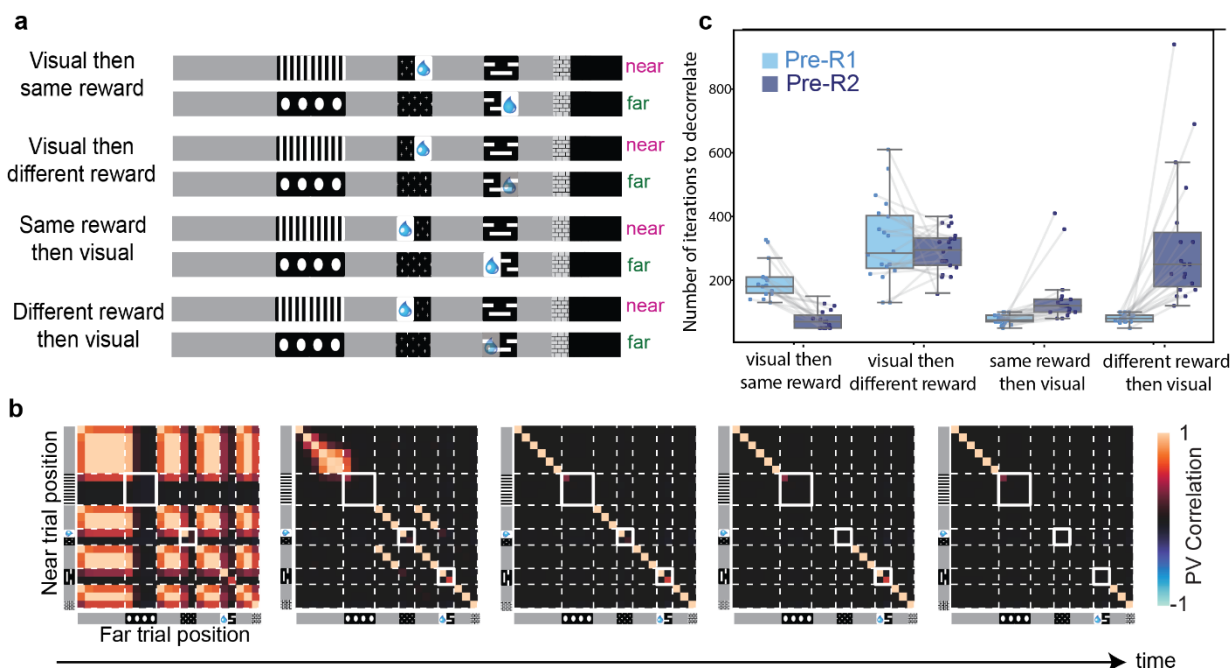 a
Visual then
same reward
near
far
Visual then
different reward
near
far
Same reward
then visual
near
far
Different reward
then visual
near
far
c
Number of iterations to decorrelate
800
600
400
200
Pre-R1
Pre-R2
visual then
same reward
visual then
different reward
same reward
then visual
different reward
then visual
b
Near trial position
Far trial position
1
PV Correlation
-1
time